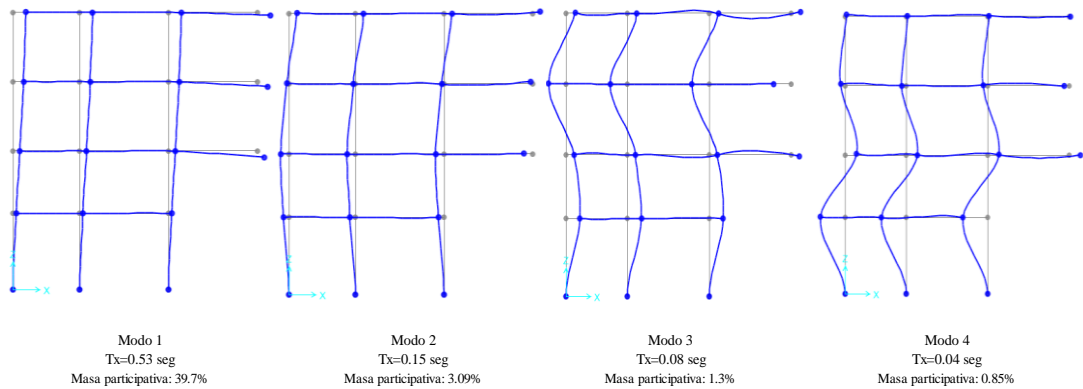 Z
X
Z
X
Z
X
Z
X
Modo 1
Tx=0.53 seg
Masa participativa: 39.7%
Modo 2
Tx=0.15 seg
Masa participativa: 3.09%
Modo 3
Tx=0.08 seg
Masa participativa: 1.3%
Modo 4
Tx=0.04 seg
Masa participativa: 0.85%